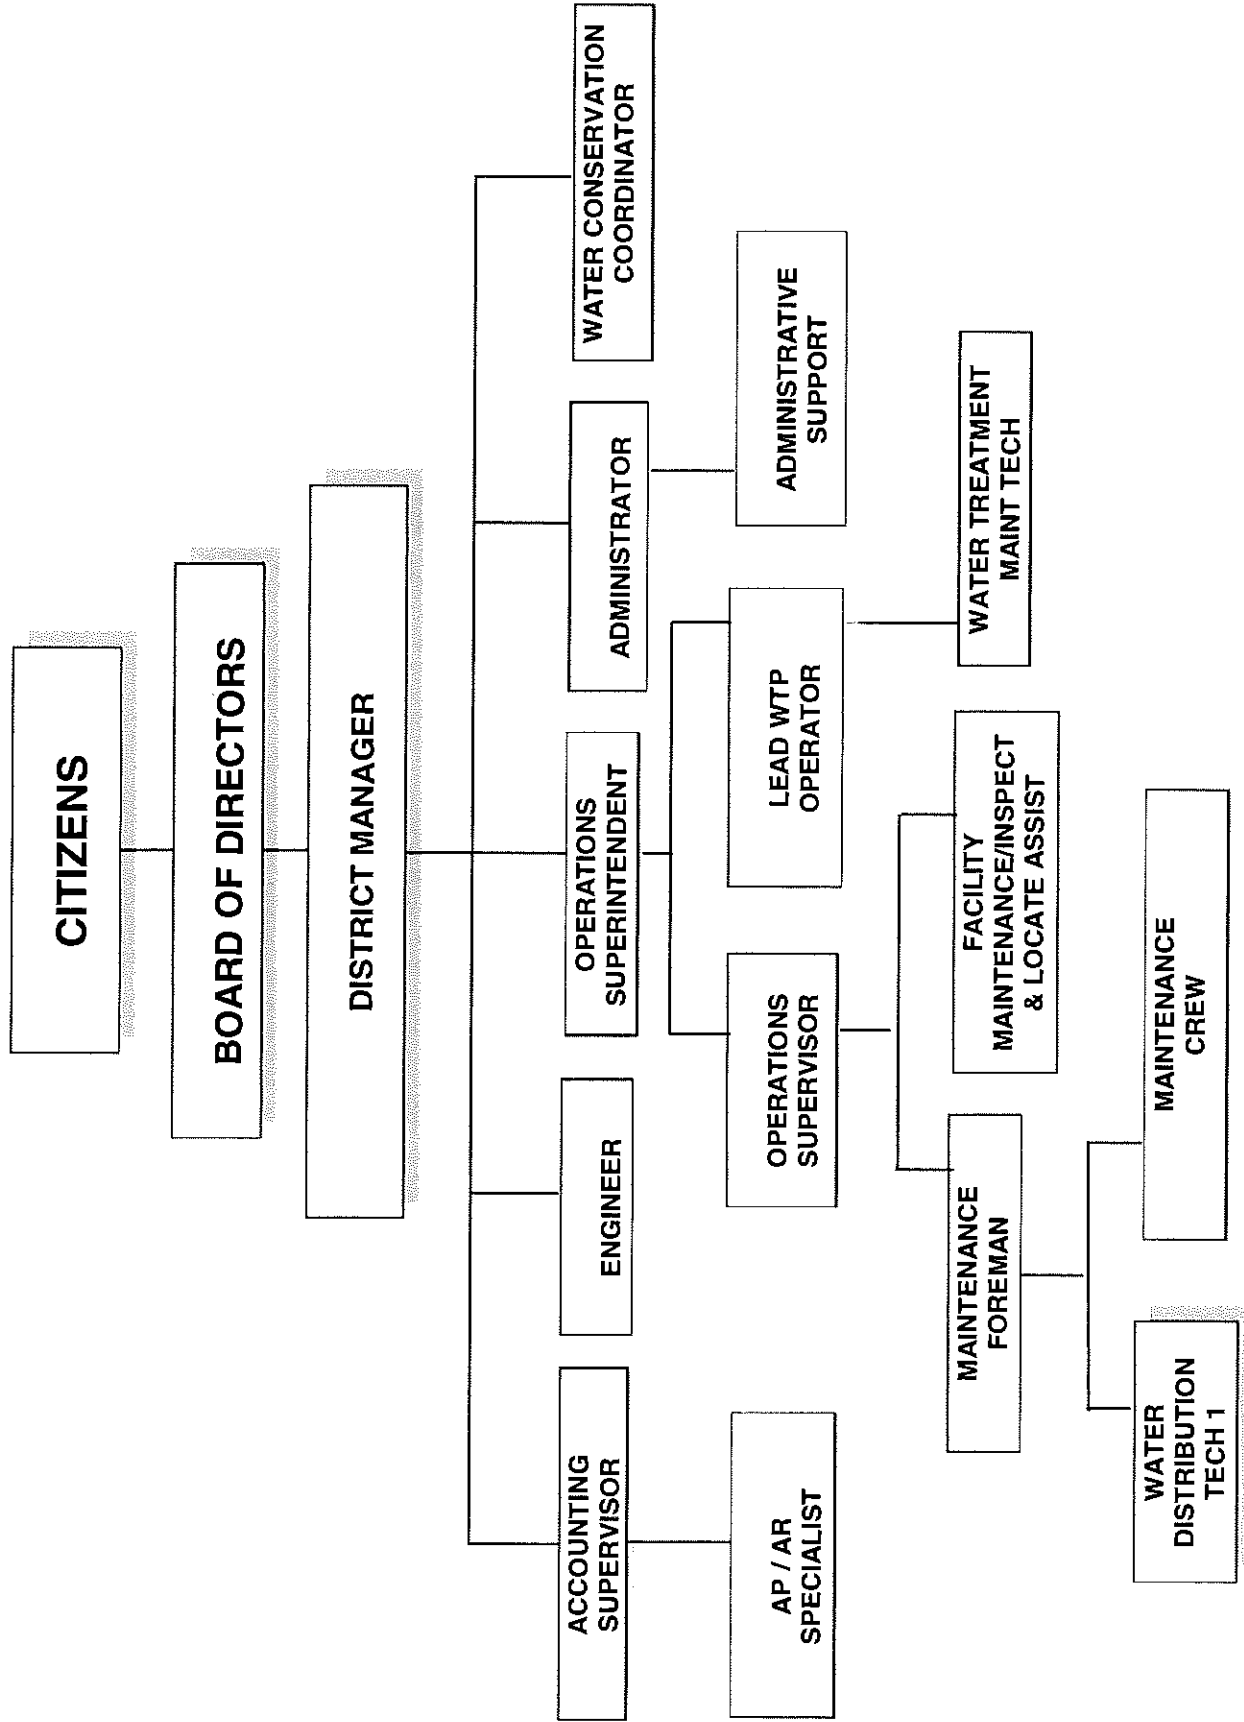 CITIZENS
BOARD OF DIRECTORS
DISTRICT MANAGER
ACCOUNTING
SUPERVISOR
ENGINEER
OPERATIONS
SUPERINTENDENT
ADMINISTRATOR
WATER CONSERVATION
COORDINATOR
AP / AR
SPECIALIST
OPERATIONS
SUPERVISOR
LEAD WTP
OPERATOR
ADMINISTRATIVE
SUPPORT
MAINTENANCE
FOREMAN
FACILITY
MAINTENANCE/INSPECT
& LOCATE ASSIST
WATER TREATMENT
MAINT TECH
WATER
DISTRIBUTION
TECH 1
MAINTENANCE
CREW